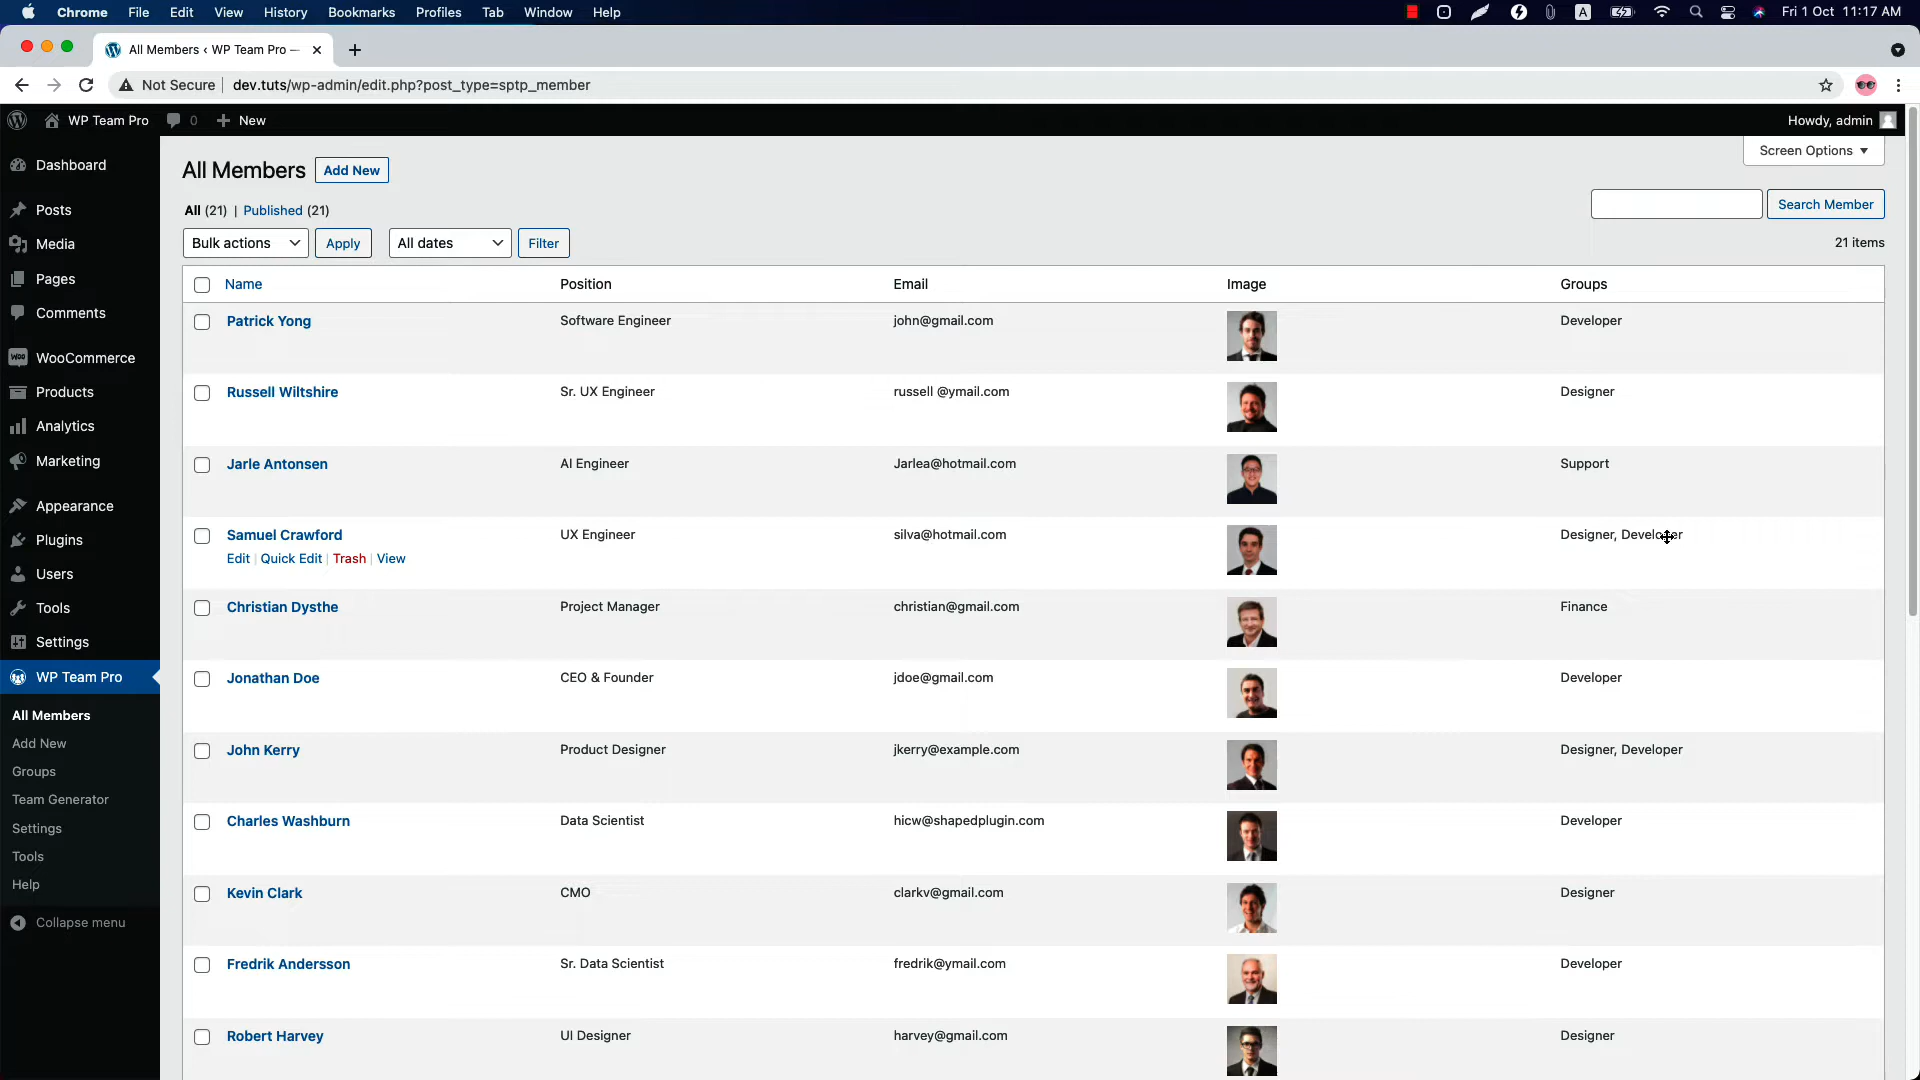 Chrome File Edit View History Bookmarks Profiles Tab Window Help A Fri 1 Oct 11:17 AM
All Members ‹ WP Team Pro —
Not Secure dev.tuts/wp-admin/edit.php?post_type=sptp_member
WP Team Pro 0 New Howdy, admin
Screen Options
Dashboard
Posts
Media
Pages
Comments
WooCommerce
Products
Analytics
Marketing
Appearance
Plugins
Users
Tools
Settings
WP Team Pro
All Members
Add New
Groups
Team Generator
Settings
Tools
Help
Collapse menu
All Members Add New
All (21) | Published (21)
Search Member
Bulk actions Apply All dates Filter 21 items
Name Position Email Image Groups
Patrick Yong Software Engineer john@gmail.com Developer
Russell Wiltshire Sr. UX Engineer russell @ymail.com Designer
Jarle Antonsen AI Engineer Jarlea@hotmail.com Support
Samuel Crawford UX Engineer silva@hotmail.com Designer, Developer
Edit | Quick Edit | Trash | View
Christian Dysthe Project Manager christian@gmail.com Finance
Jonathan Doe CEO & Founder jdoe@gmail.com Developer
John Kerry Product Designer jkerry@example.com Designer, Developer
Charles Washburn Data Scientist hicw@shapedplugin.com Developer
Kevin Clark CMO clarkv@gmail.com Designer
Fredrik Andersson Sr. Data Scientist fredrik@ymail.com Developer
Robert Harvey UI Designer harvey@gmail.com Designer